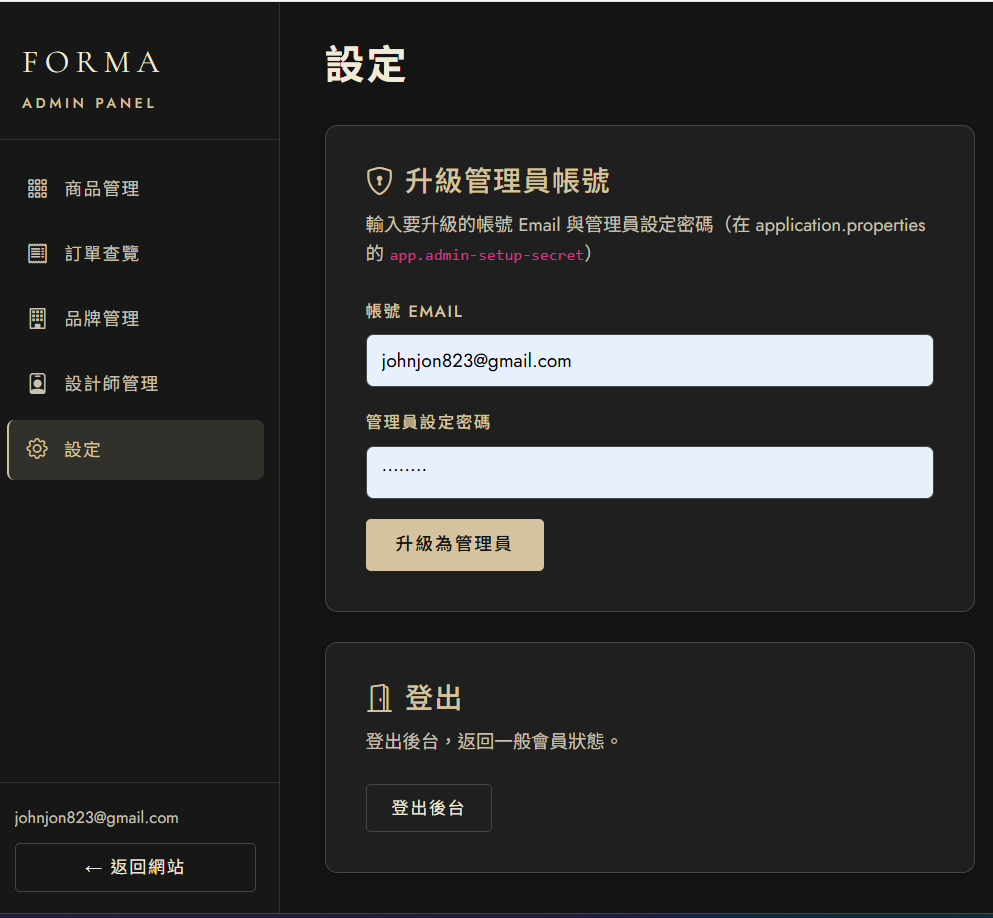 FORMA
ADMIN PANEL
商品管理
訂單查覽
品牌管理
設計師管理
設定
johnjon823@gmail.com
← 返回網站
設定
升級管理員帳號
輸入要升級的帳號 Email 與管理員設定密碼（在 application.properties
的 app.admin-setup-secret）
帳號 EMAIL
johnjon823@gmail.com
管理員設定密碼
········
升級為管理員
登出
登出後台，返回一般會員狀態。
登出後台